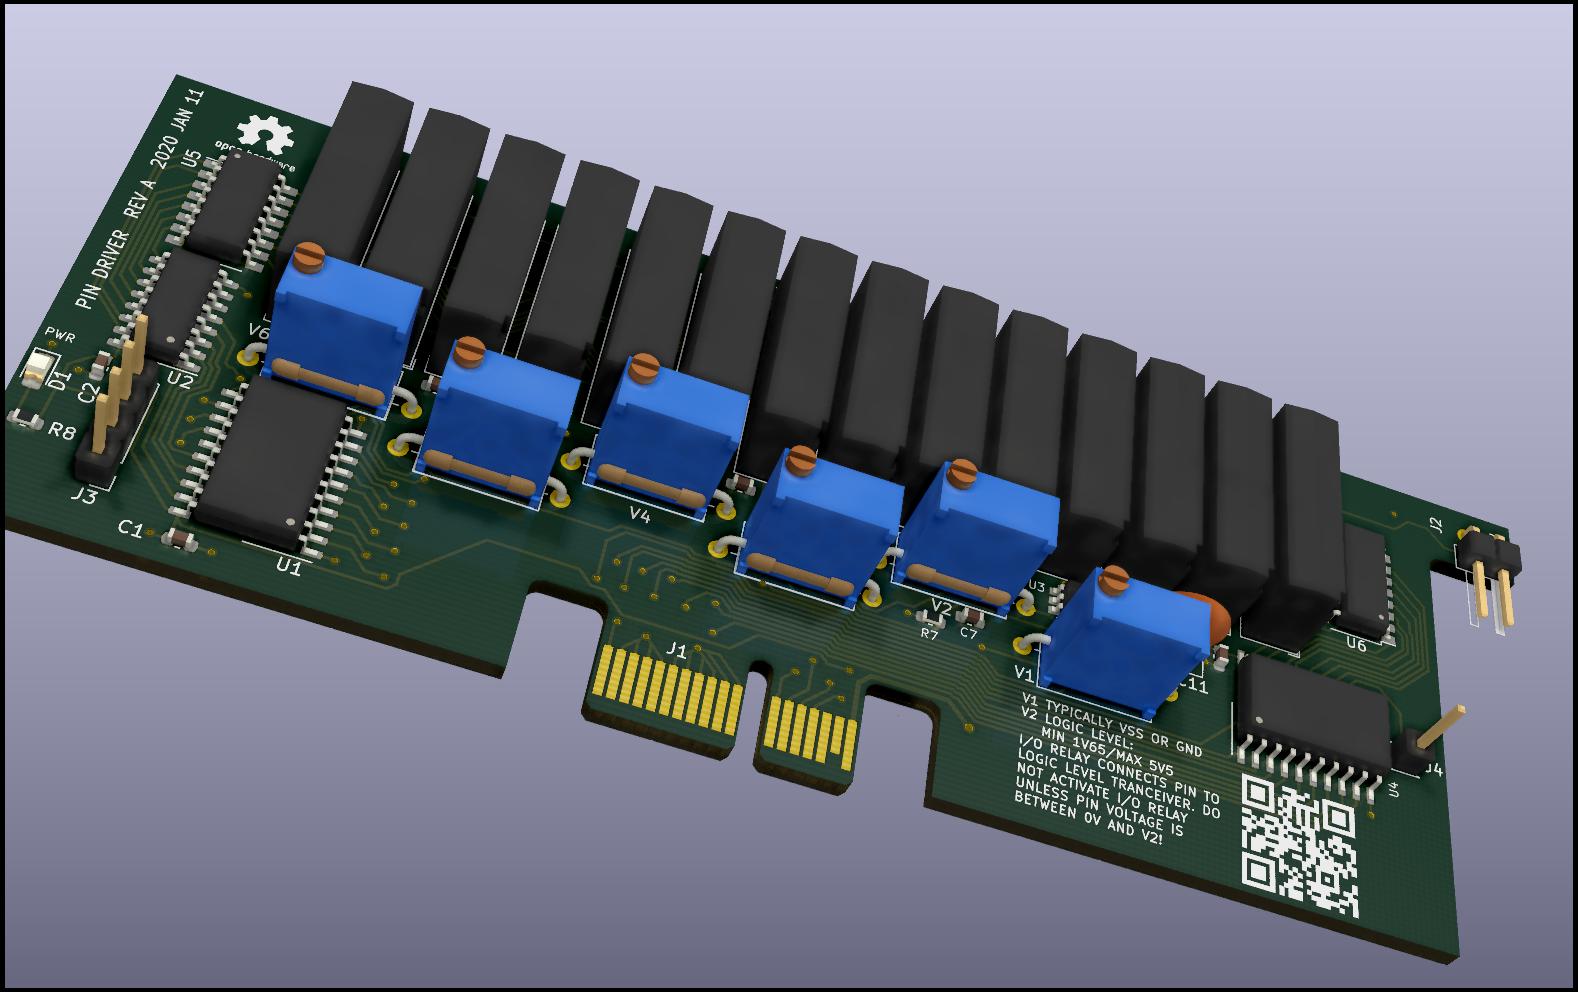 PIN DRIVER REV A 2020 JAN 11
open hardware
U5
PWR
D1
C2
U2
V6
R8
J3
C1
U1
V4
J1
V2
R7
C7
U3
V1
C11
U6
J2
J4
U4
V1 TYPICALLY VSS OR GND
V2 LOGIC LEVEL:
MIN 1V65/MAX 5V5
I/O RELAY CONNECTS PIN TO
LOGIC LEVEL TRANCEIVER. DO
NOT ACTIVATE I/O RELAY
UNLESS PIN VOLTAGE IS
BETWEEN 0V AND V2!